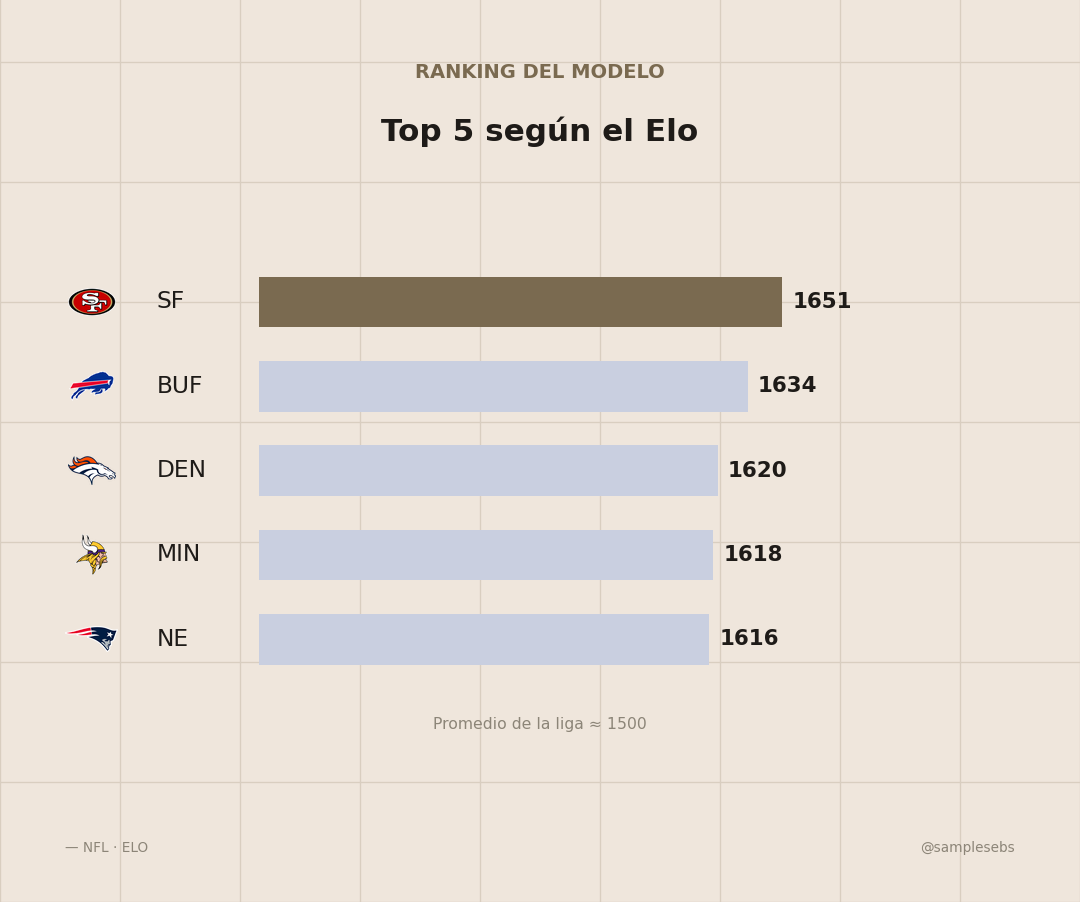 RANKING DEL MODELO
Top 5 según el Elo
SF 1651
BUF 1634
DEN 1620
MIN 1618
NE 1616
Promedio de la liga ≈ 1500
— NFL · ELO
@samplesebs